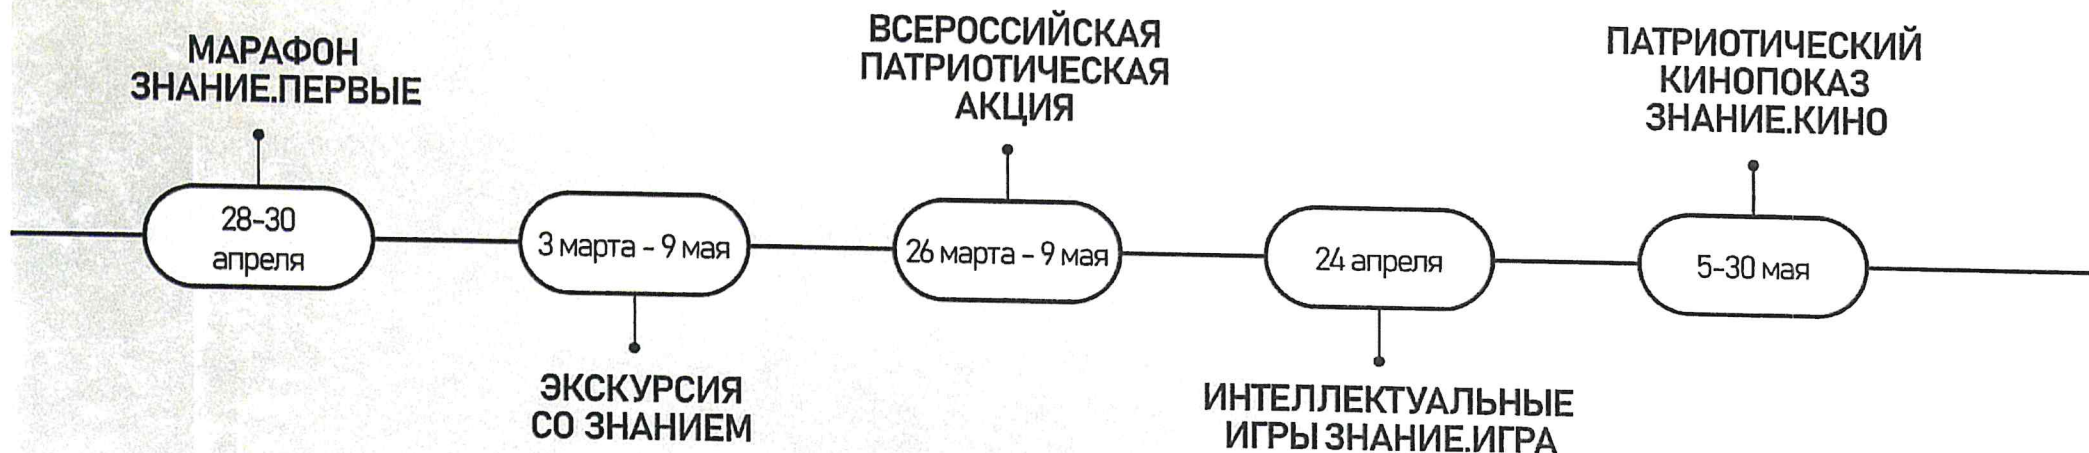 МАРАФОН
ЗНАНИЕ.ПЕРВЫЕ
28-30
апреля
3 марта - 9 мая
ЭКСКУРСИЯ
СО ЗНАНИЕМ
ВСЕРОССИЙСКАЯ
ПАТРИОТИЧЕСКАЯ
АКЦИЯ
26 марта - 9 мая
24 апреля
ИНТЕЛЛЕКТУАЛЬНЫЕ
ИГРЫ ЗНАНИЕ.ИГРА
ПАТРИОТИЧЕСКИЙ
КИНОПОКАЗ
ЗНАНИЕ.КИНО
5-30 мая